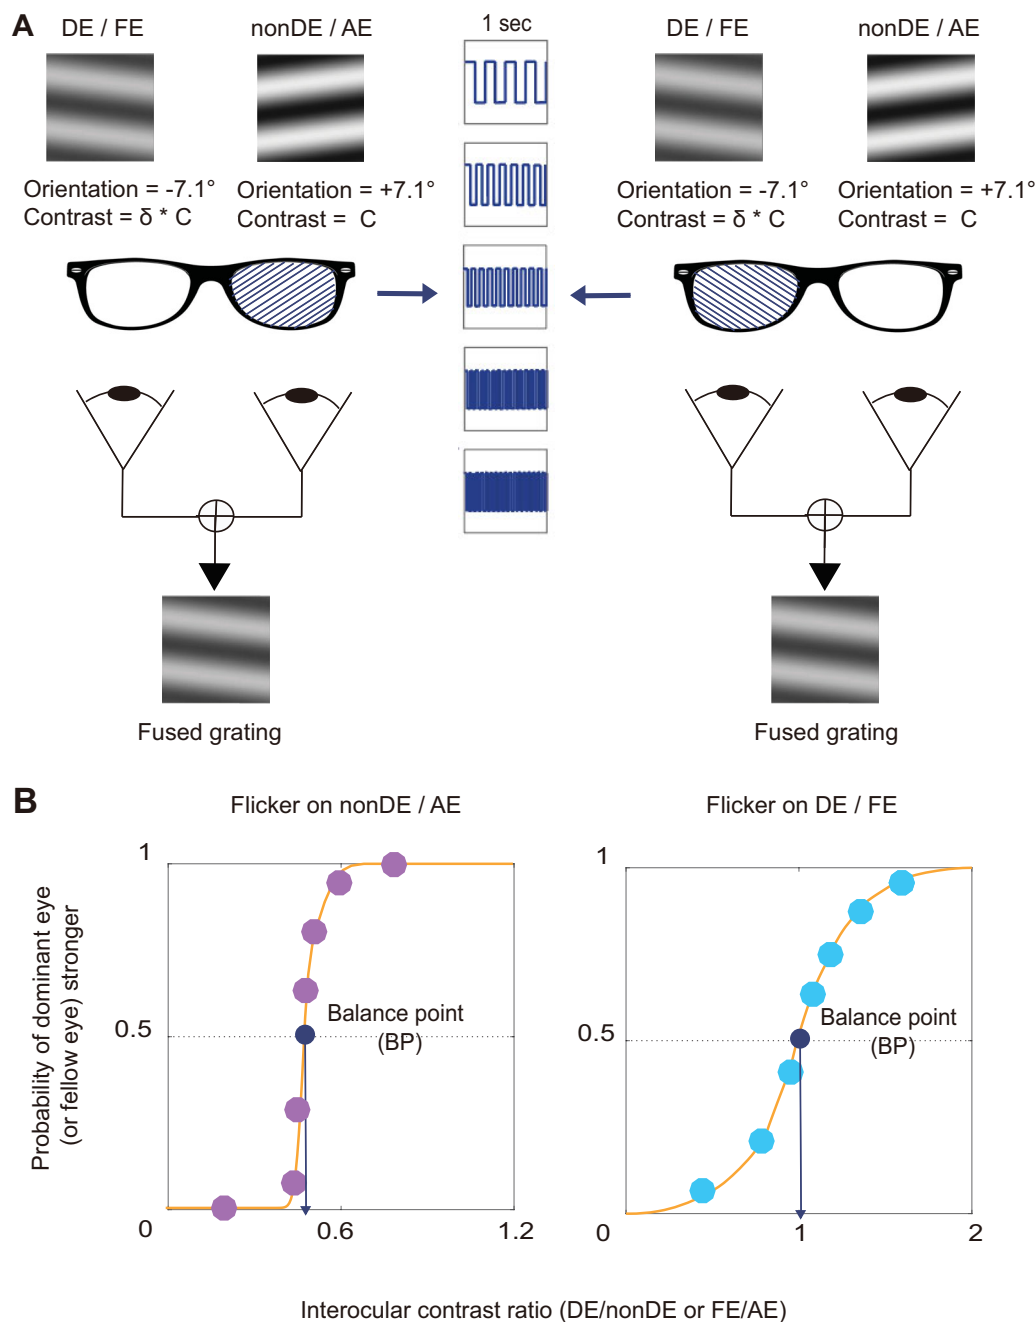 A
DE / FE
nonDE / AE
1 sec
DE / FE
nonDE / AE
Orientation = -7.1°
Contrast = δ * C
Orientation = +7.1°
Contrast = C
Orientation = -7.1°
Contrast = δ * C
Orientation = +7.1°
Contrast = C
Fused grating
Fused grating
B
Flicker on nonDE / AE
Flicker on DE / FE
Probability of dominant eye
(or fellow eye) stronger
1
0.5
0
0.6
1.2
Balance point
(BP)
1
0.5
0
1
2
Balance point
(BP)
Interocular contrast ratio (DE/nonDE or FE/AE)